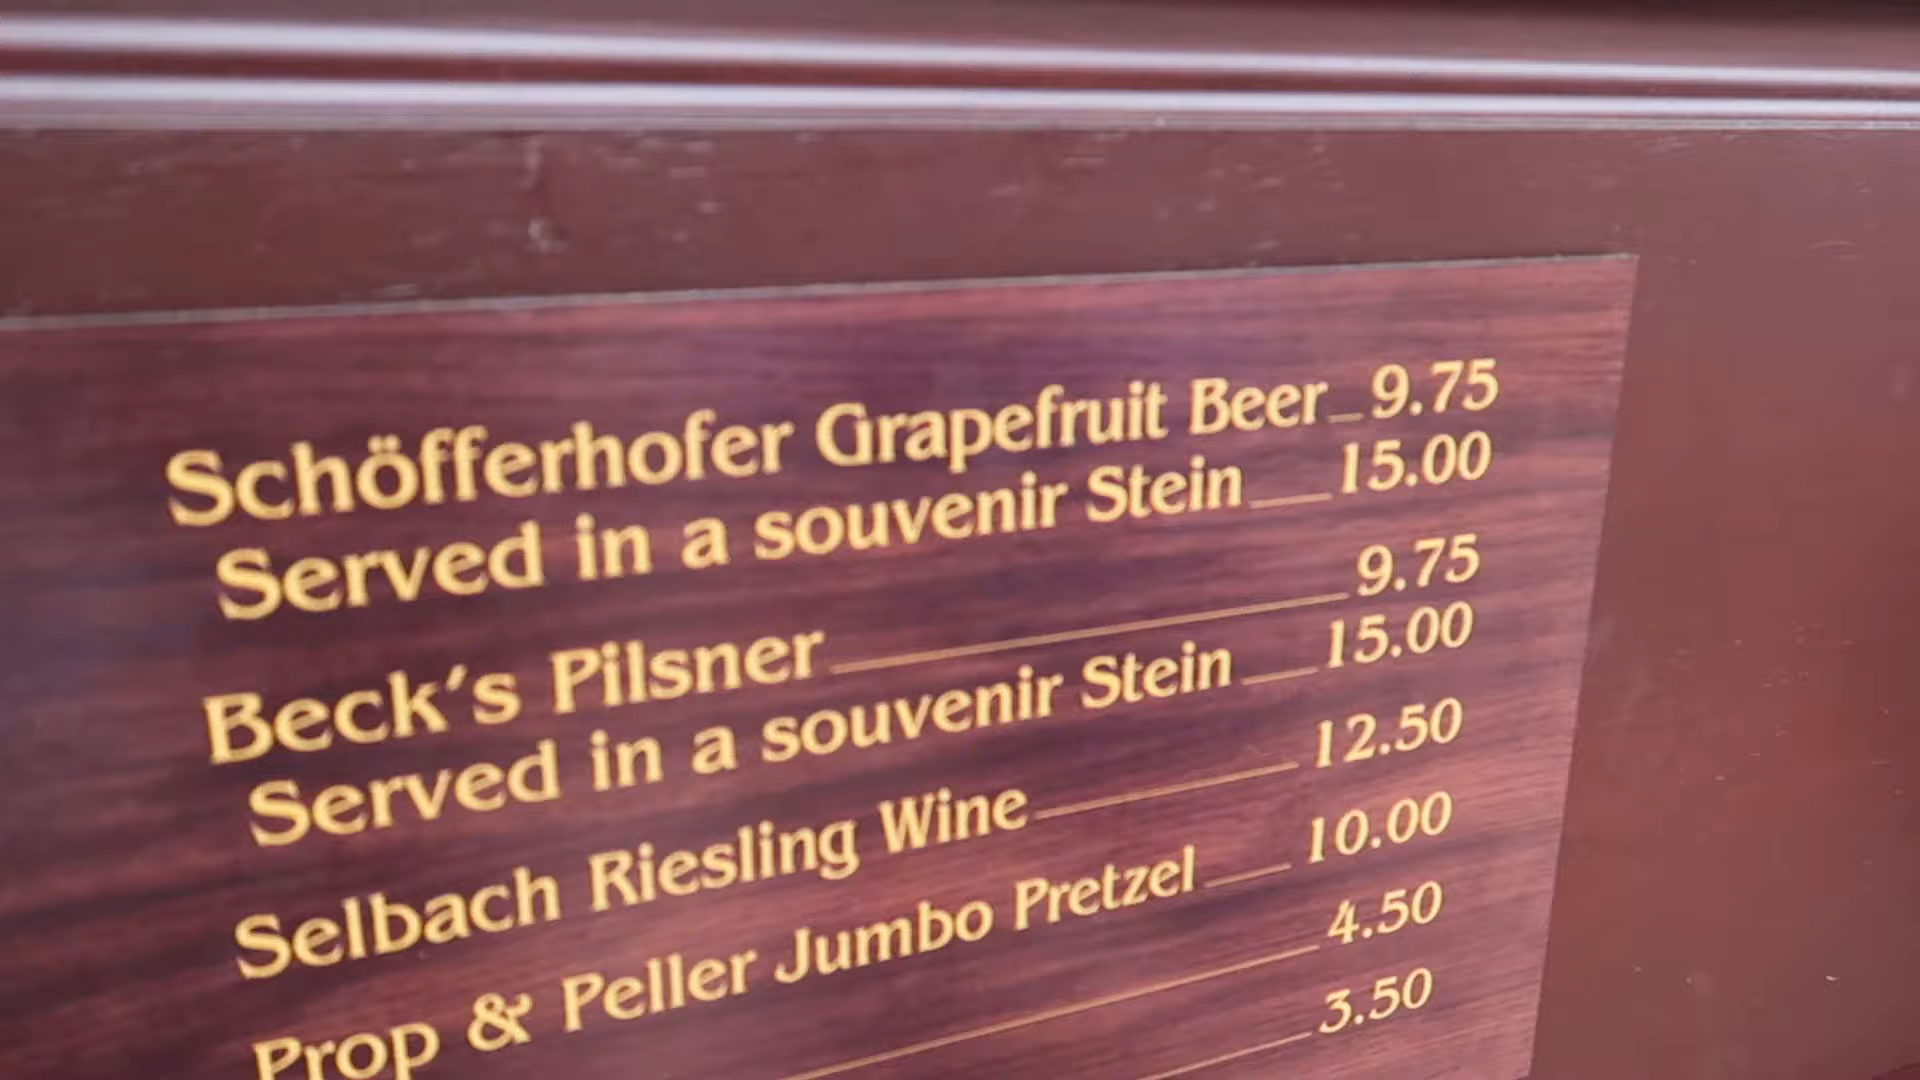 Schöfferhofer Grapefruit Beer 9.75
Served in a souvenir Stein 15.00
Beck's Pilsner 9.75
Served in a souvenir Stein 15.00
Selbach Riesling Wine 12.50
Prop & Peller Jumbo Pretzel 10.00
4.50
3.50